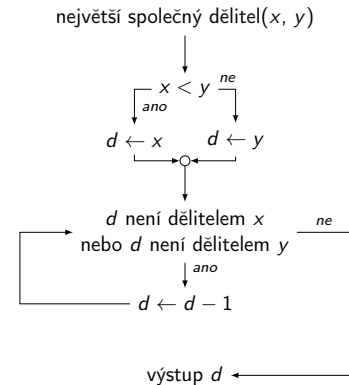 největší společný dělitel(x, y)
x < y
ne
ano
d ← x
d ← y
d není dělitelem x
nebo d není dělitelem y
ne
ano
d ← d − 1
výstup d